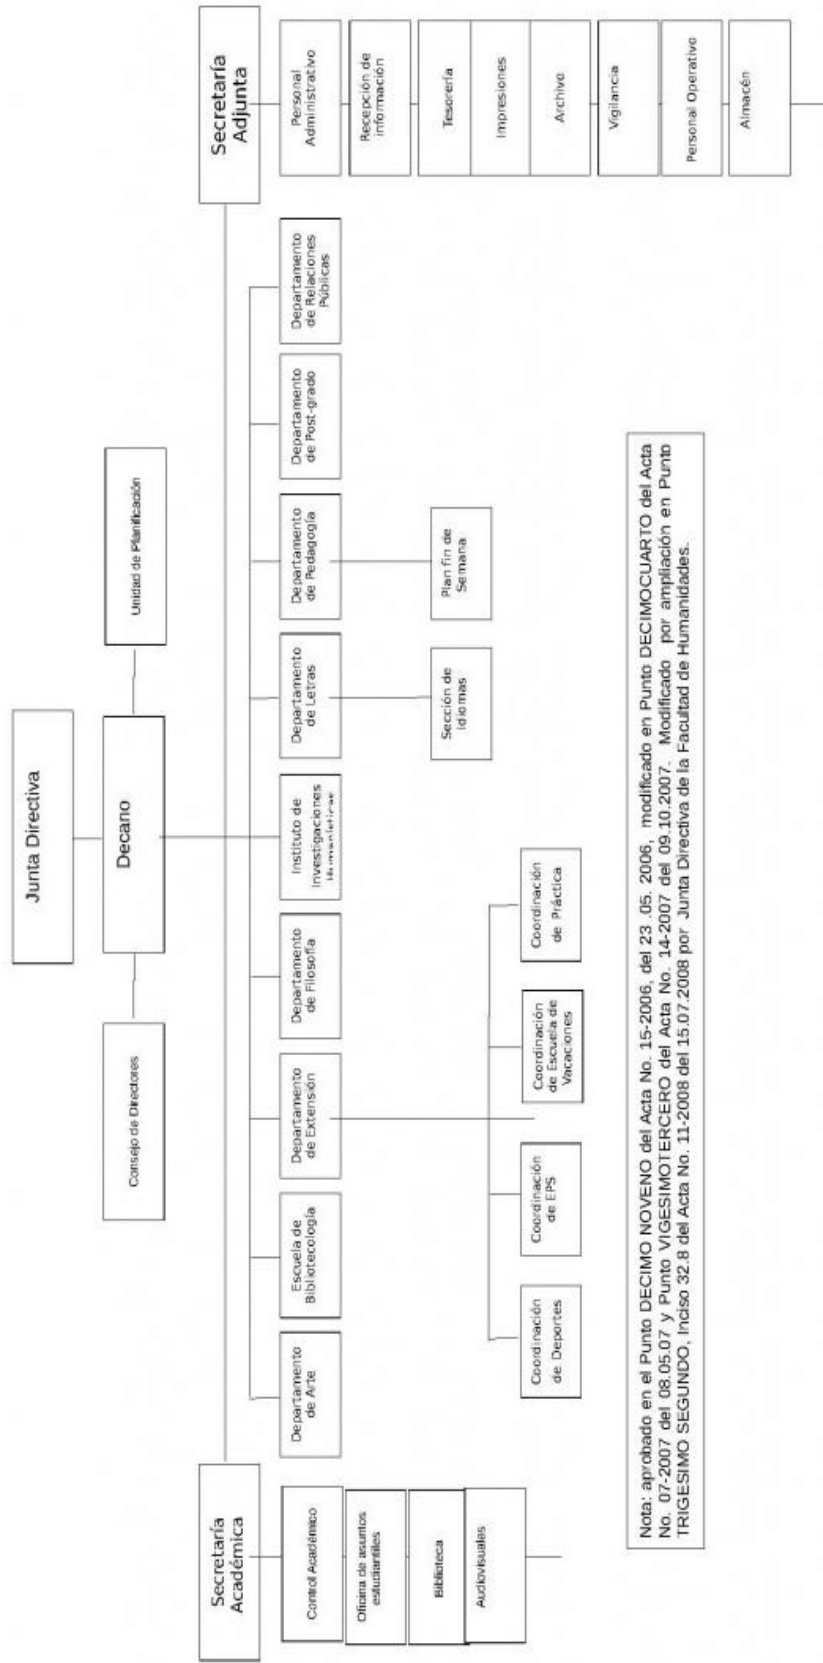 Junta Directiva
Consejo de Directores
Decano
Unidad de Planificación
Secretaría
Académica
Secretaría
Adjunta
Control Académico
Oficina de asuntos
estudiantiles
Biblioteca
Audiovisuales
Departamento
de Arte
Escuela de
Bibliotecología
Departamento
de Extensión
Departamento
de Filosofía
Instituto de
Investigaciones
Humanísticas
Departamento
de Letras
Departamento
de Pedagogía
Departamento
de Post-grado
Departamento
de Relaciones
Públicas
Personal
Administrativo
Recepción de
información
Tesorería
Impresiones
Archivo
Vigilancia
Personal Operativo
Almacén
Sección de
Idiomas
Plan fin de
Semana
Coordinación
de Deportes
Coordinación
de EPS
Coordinación
de Escuela de
Vacaciones
Coordinación
de Práctica
Nota: aprobado en el Punto DECIMO NOVENO del Acta No. 15-2006, del 23 .05. 2006, modificado en Punto DECIMOCUARTO del Acta
No. 07-2007 del 08.05.07 y Punto VIGESIMOTERCERO del Acta No. 14-2007 del 09.10.2007. Modificado por ampliación en Punto
TRIGESIMO SEGUNDO, Inciso 32.8 del Acta No. 11-2008 del 15.07.2008 por Junta Directiva de la Facultad de Humanidades.